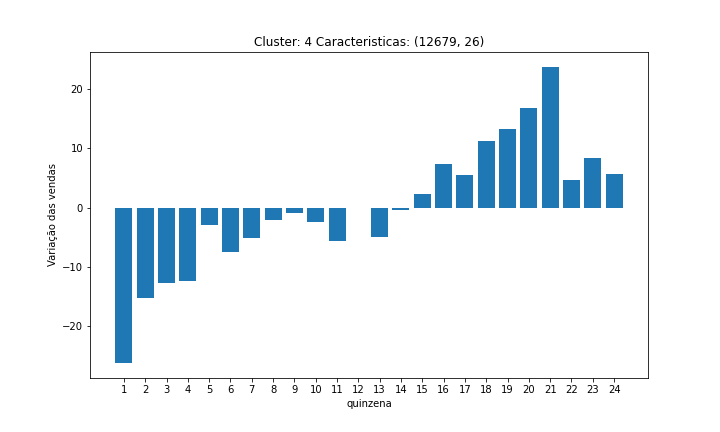 Cluster: 4 Caracteristicas: (12679, 26)
Variação das vendas
20
10
0
−10
−20
1 2 3 4 5 6 7 8 9 10 11 12 13 14 15 16 17 18 19 20 21 22 23 24
quinzena